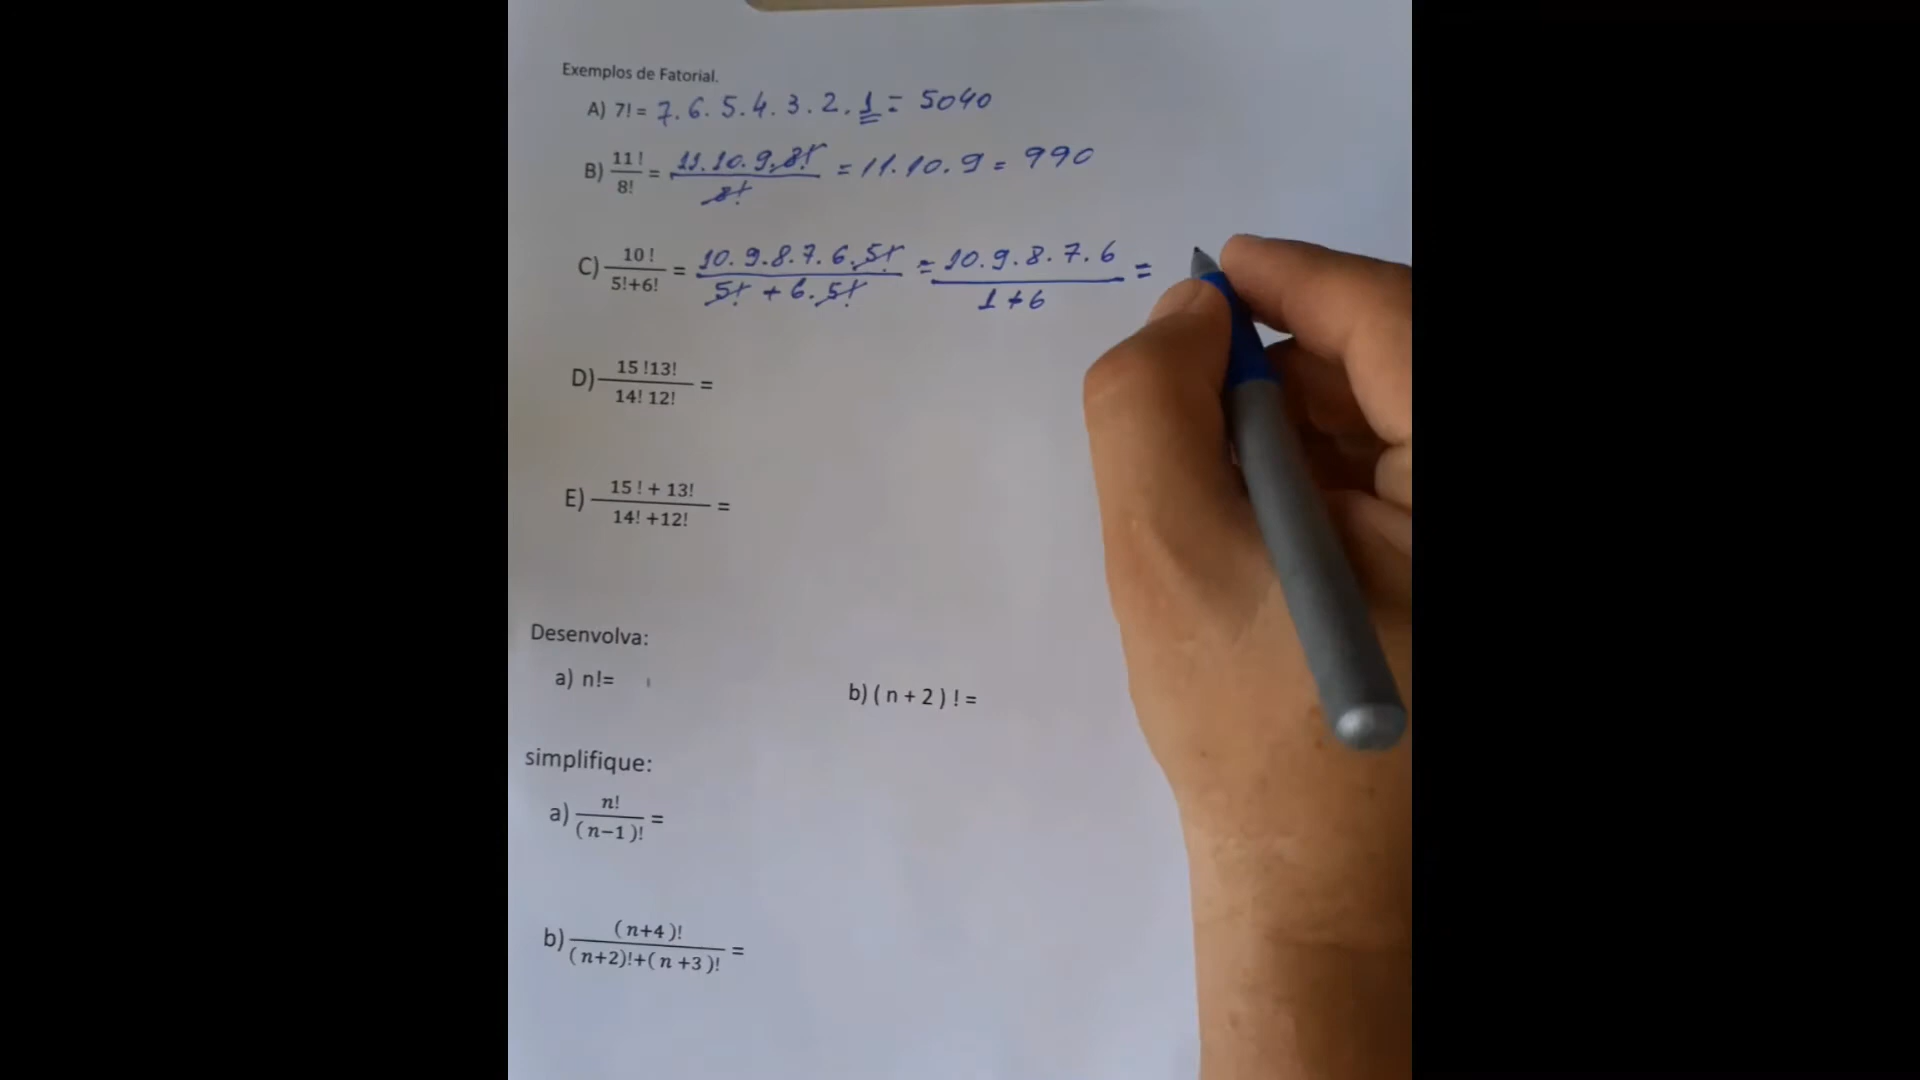 Exemplos de Fatorial.
A) 7! = 7.6.5.4.3.2.1 = 5040
B) 11!/8! = 11.10.9.8!/8! = 11.10.9 = 990
C) 10!/5!+6! = 10.9.8.7.6.5!/5!+6.5! = 10.9.8.7.6/1+6 =
D) 15!13!/14!12! =
E) 15!+13!/14!+12! =
Desenvolva:
a) n!= b) (n+2)! =
simplifique:
a) n!/(n−1)! =
b) (n+4)!/(n+2)!+(n+3)! =